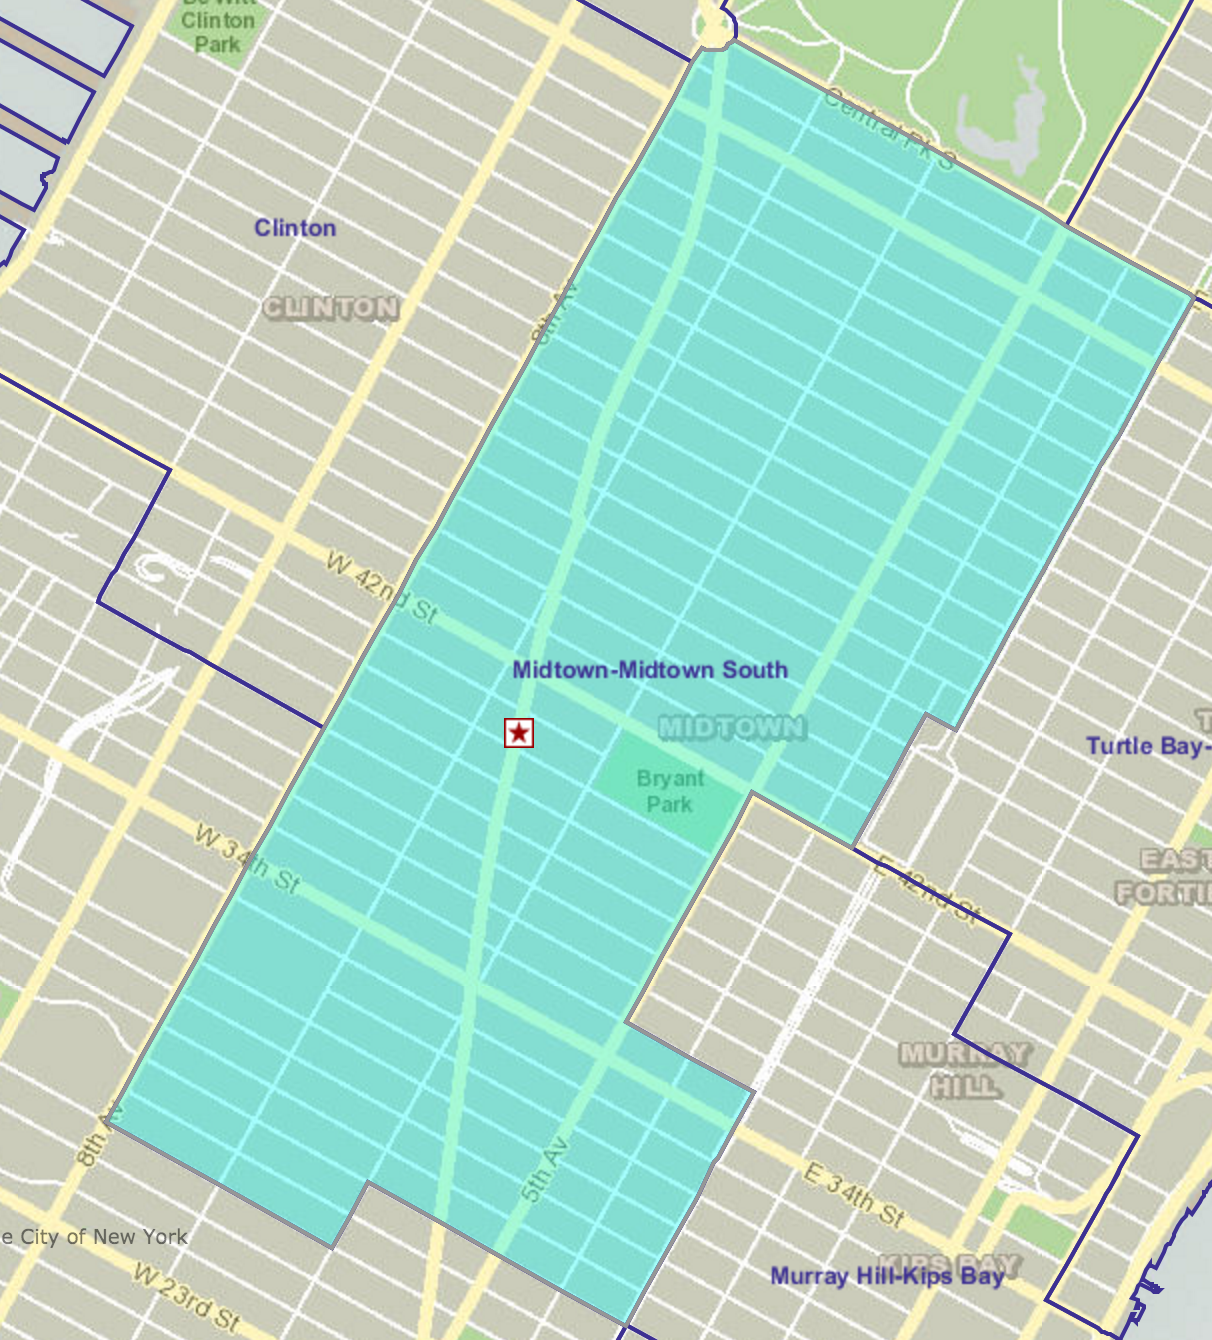 De Witt
Clinton
Park
Central Pk S
Clinton
CLINTON
8th Av
W 42nd St
Midtown-Midtown South
MIDTOWN
Turtle Bay-
Bryant
Park
W 34th St
E 42nd St
EAST
FORTI
MURRAY
HILL
8th Av
5th Av
E 34th St
e City of New York
KIPS BAY
Murray Hill-Kips Bay
W 23rd St